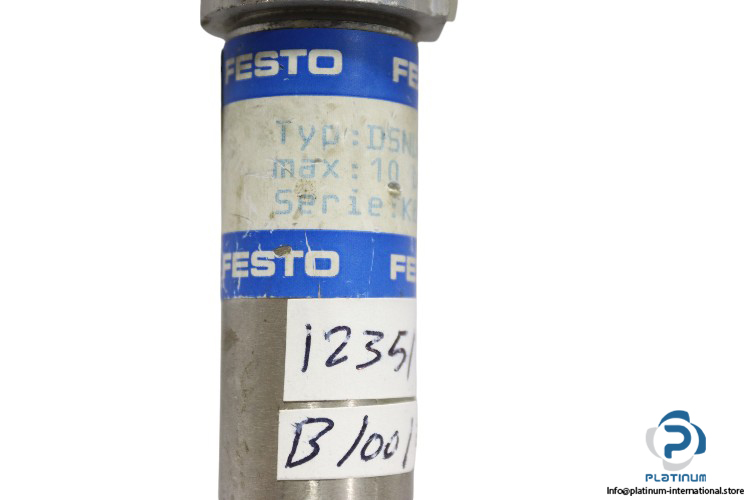 FESTO FE
Typ:DSN
max:10
Serie:K
FESTO FE
1235/
B/00/
PLATINUM
Info@platinum-international.store